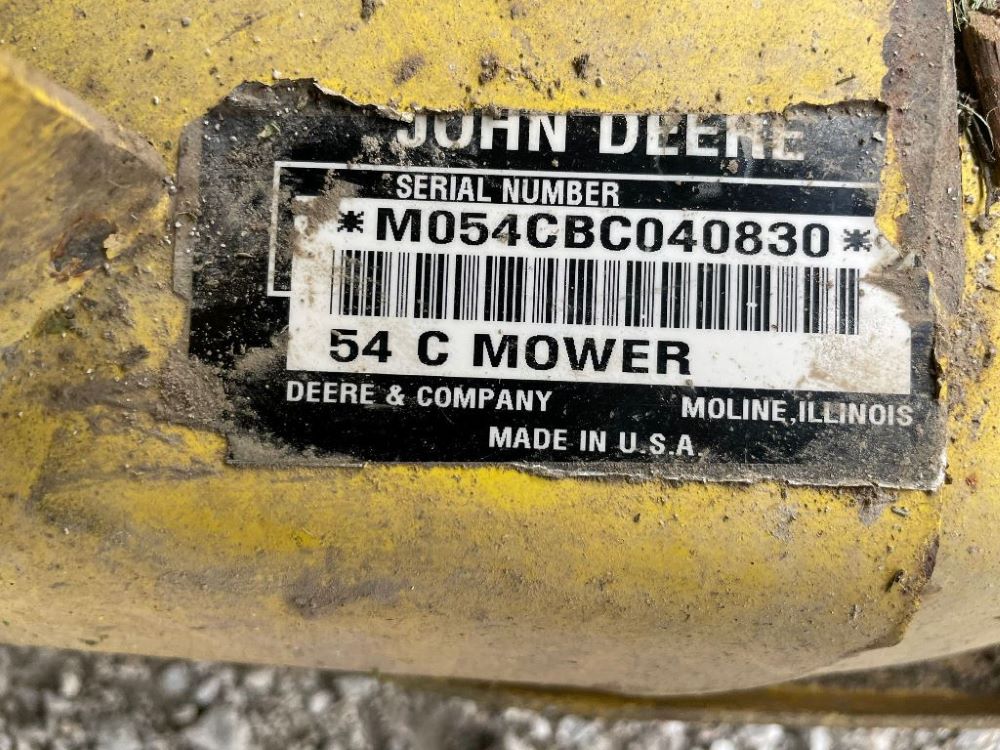 JOHN DEERE
SERIAL NUMBER
*M054CBC040830*
54 C MOWER
DEERE & COMPANY
MOLINE, ILLINOIS
MADE IN U.S.A